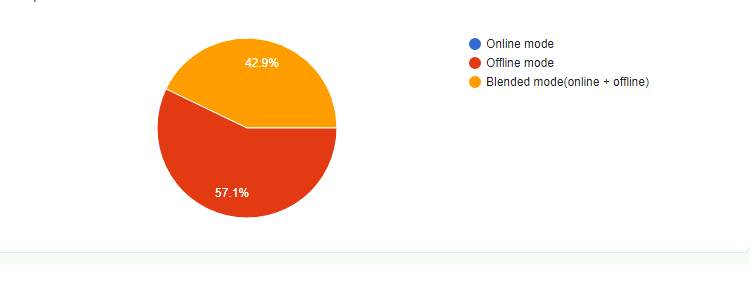 42.9%
57.1%
Online mode
Offline mode
Blended mode(online + offline)